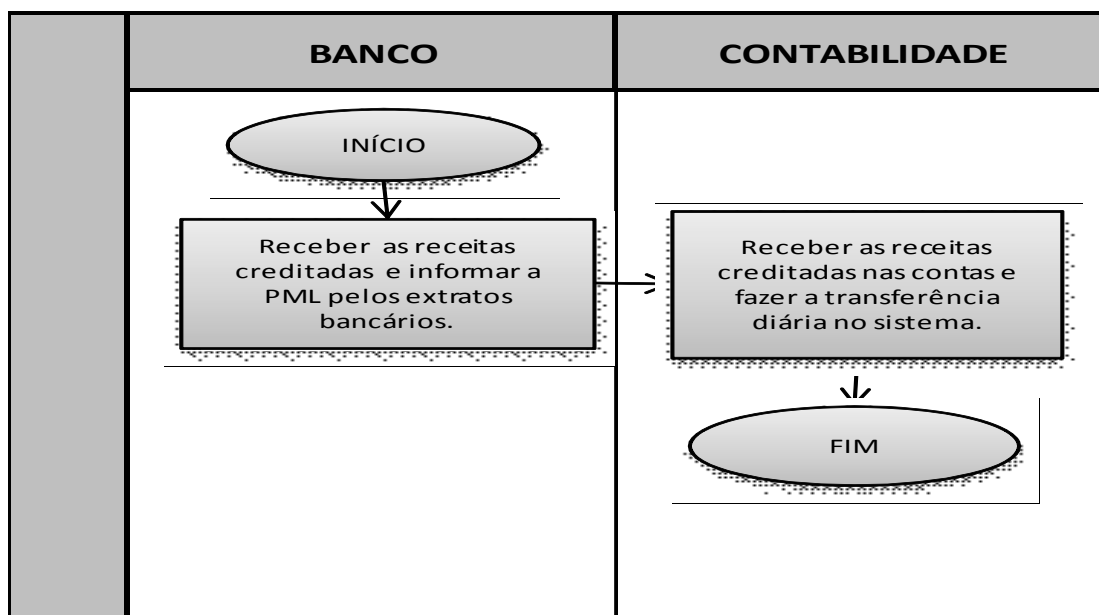 BANCO
CONTABILIDADE
INÍCIO
Receber as receitas
creditadas e informar a
PML pelos extratos
bancários.
Receber as receitas
creditadas nas contas e
fazer a transferência
diária no sistema.
FIM